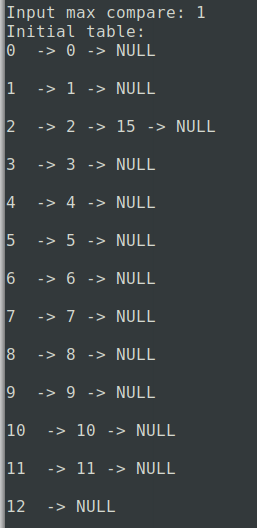 Input max compare: 1
Initial table:
0  -> 0 -> NULL
1  -> 1 -> NULL
2  -> 2 -> 15 -> NULL
3  -> 3 -> NULL
4  -> 4 -> NULL
5  -> 5 -> NULL
6  -> 6 -> NULL
7  -> 7 -> NULL
8  -> 8 -> NULL
9  -> 9 -> NULL
10  -> 10 -> NULL
11  -> 11 -> NULL
12  -> NULL